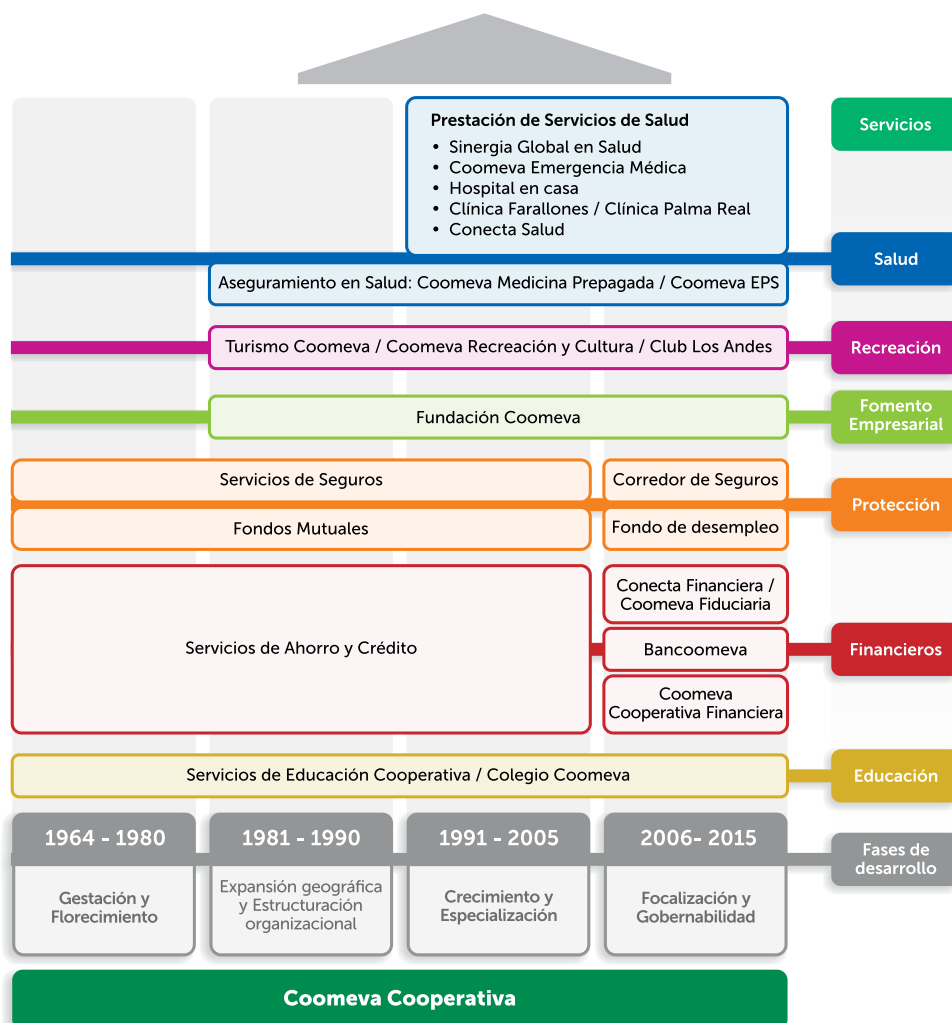 Prestación de Servicios de Salud
• Sinergia Global en Salud
• Coomeva Emergencia Médica
• Hospital en casa
• Clínica Farallones / Clínica Palma Real
• Conecta Salud
Servicios
Salud
Aseguramiento en Salud: Coomeva Medicina Prepagada / Coomeva EPS
Turismo Coomeva / Coomeva Recreación y Cultura / Club Los Andes
Recreación
Fundación Coomeva
Fomento
Empresarial
Servicios de Seguros
Corredor de Seguros
Protección
Fondos Mutuales
Fondo de desempleo
Servicios de Ahorro y Crédito
Conecta Financiera /
Coomeva Fiduciaria
Bancoomeva
Coomeva
Cooperativa Financiera
Financieros
Servicios de Educación Cooperativa / Colegio Coomeva
Educación
1964 - 1980
1981 - 1990
1991 - 2005
2006- 2015
Fases de
desarrollo
Gestación y
Florecimiento
Expansión geográfica
y Estructuración
organizacional
Crecimiento y
Especialización
Focalización y
Gobernabilidad
Coomeva Cooperativa